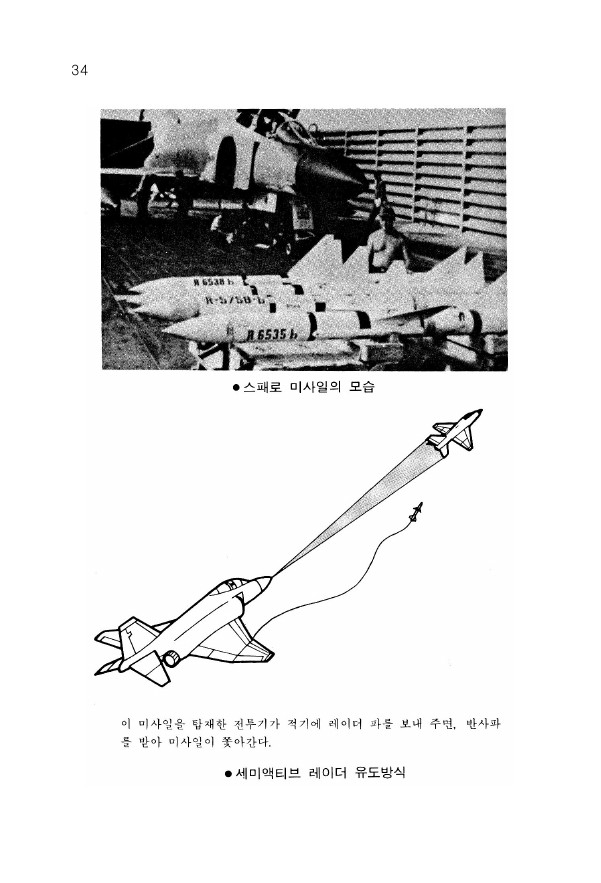 34
R 6538 b
R-5758-b
R 6535 b
●스패로 미사일의 모습
이 미사일을 탑재한 전투기가 적기에 레이더 파를 보내 주면, 반사파
를 받아 미사일이 쫓아간다.
●세미액티브 레이더 유도방식